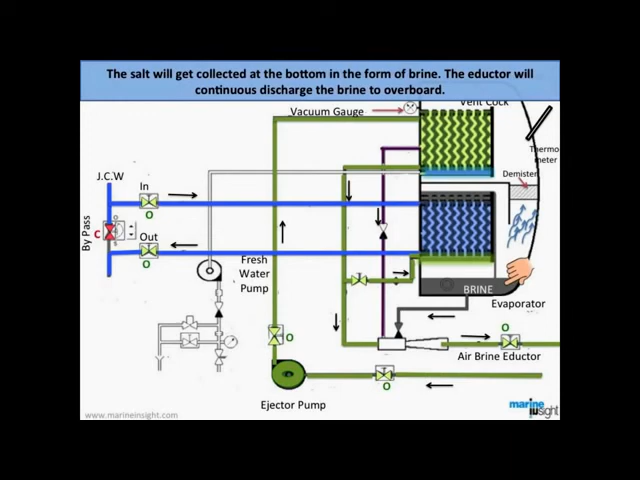 The salt will get collected at the bottom in the form of brine. The eductor will
continuous discharge the brine to overboard.
Vacuum Gauge
Vent Cock
Thermo
meter
Demister
J.C.W
In
O
By Pass
C
Out
O
Fresh
Water
Pump
BRINE
Evaporator
O
Air Brine Eductor
O
O
Ejector Pump
www.marineinsight.com
marine
insight